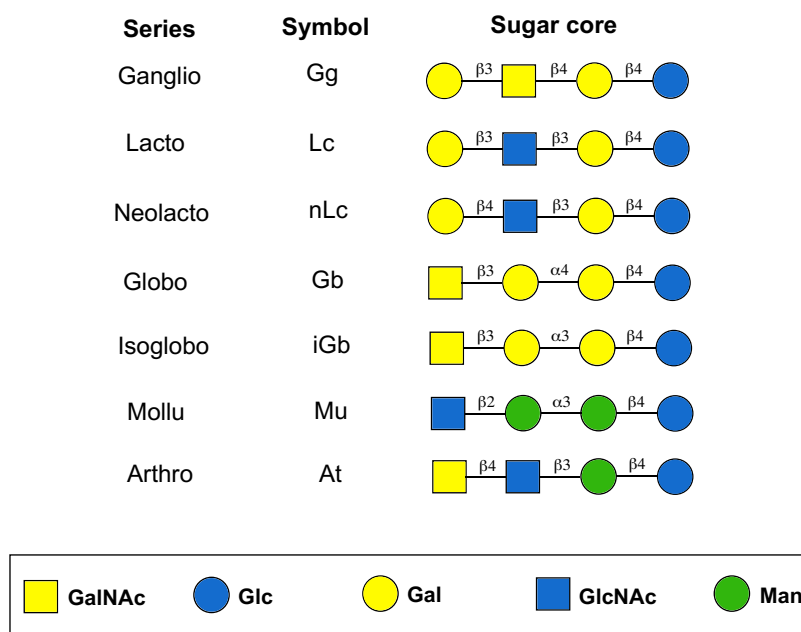 Series Symbol Sugar core
Ganglio Gg β3 β4 β4
Lacto Lc β3 β3 β4
Neolacto nLc β4 β3 β4
Globo Gb β3 α4 β4
Isoglobo iGb β3 α3 β4
Mollu Mu β2 α3 β4
Arthro At β4 β3 β4
GalNAc Glc Gal GlcNAc Man